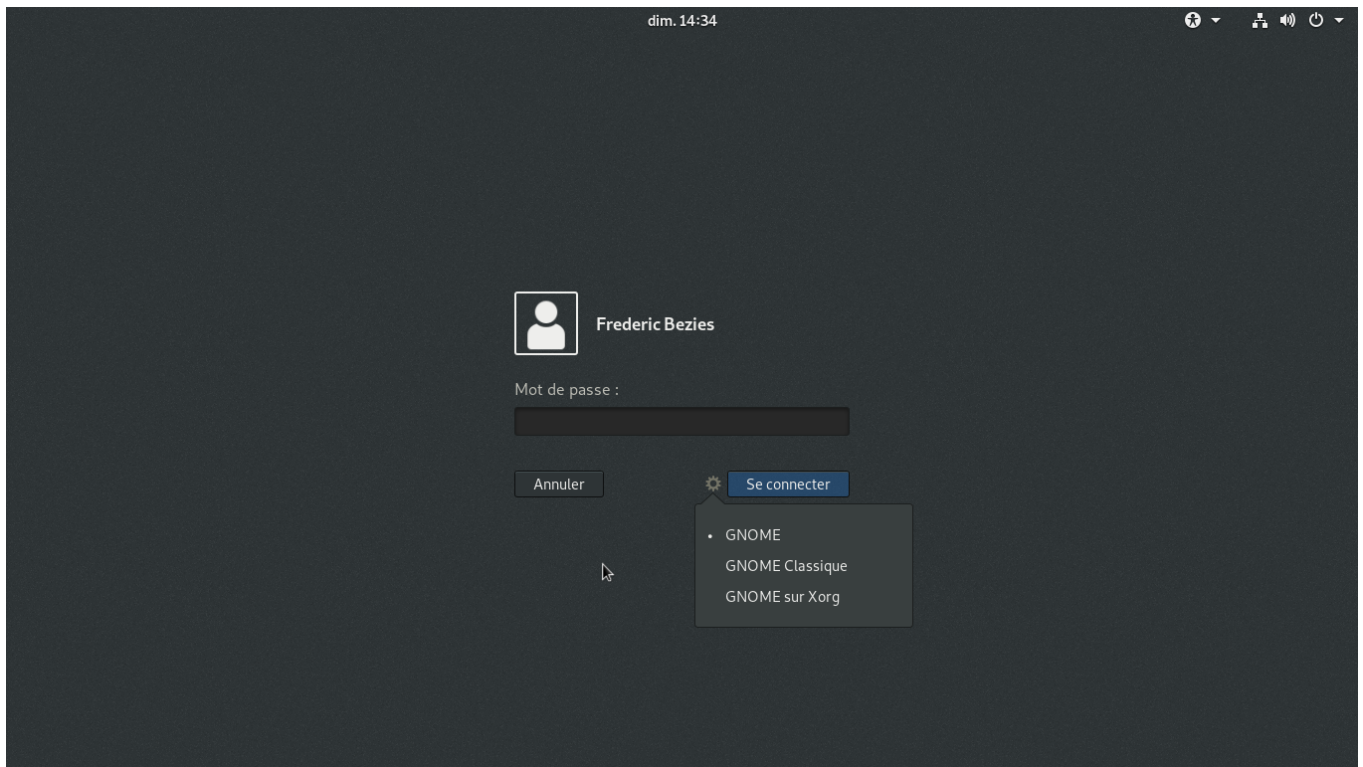 dim. 14:34
Frederic Bezies
Mot de passe :
Annuler
Se connecter
• GNOME
GNOME Classique
GNOME sur Xorg